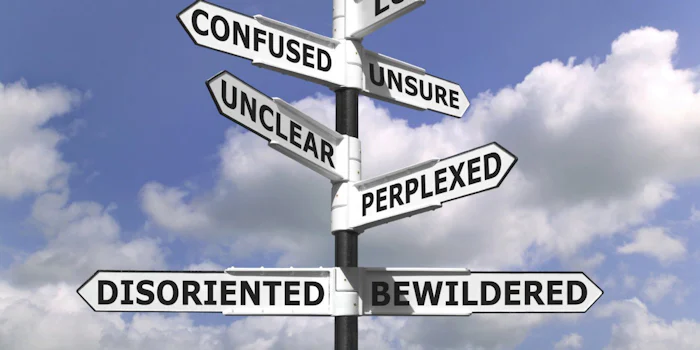 CONFUSED
UNSURE
UNCLEAR
PERPLEXED
DISORIENTED
BEWILDERED